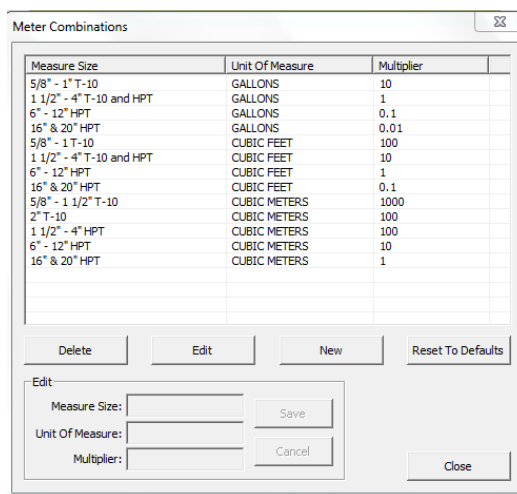 Meter Combinations
Measure Size Unit Of Measure Multiplier
5/8" - 1" T-10 GALLONS 10
1 1/2" - 4" T-10 and HPT GALLONS 1
6" - 12" HPT GALLONS 0.1
16" & 20" HPT GALLONS 0.01
5/8" - 1 T-10 CUBIC FEET 100
1 1/2" - 4" T-10 and HPT CUBIC FEET 10
6" - 12" HPT CUBIC FEET 1
16" & 20" HPT CUBIC FEET 0.1
5/8" - 1 1/2" T-10 CUBIC METERS 1000
2" T-10 CUBIC METERS 100
1 1/2" - 4" HPT CUBIC METERS 100
6" - 12" HPT CUBIC METERS 10
16" & 20" HPT CUBIC METERS 1
Delete Edit New Reset To Defaults
Edit
Measure Size: Save
Unit Of Measure:
Multiplier: Cancel
Close